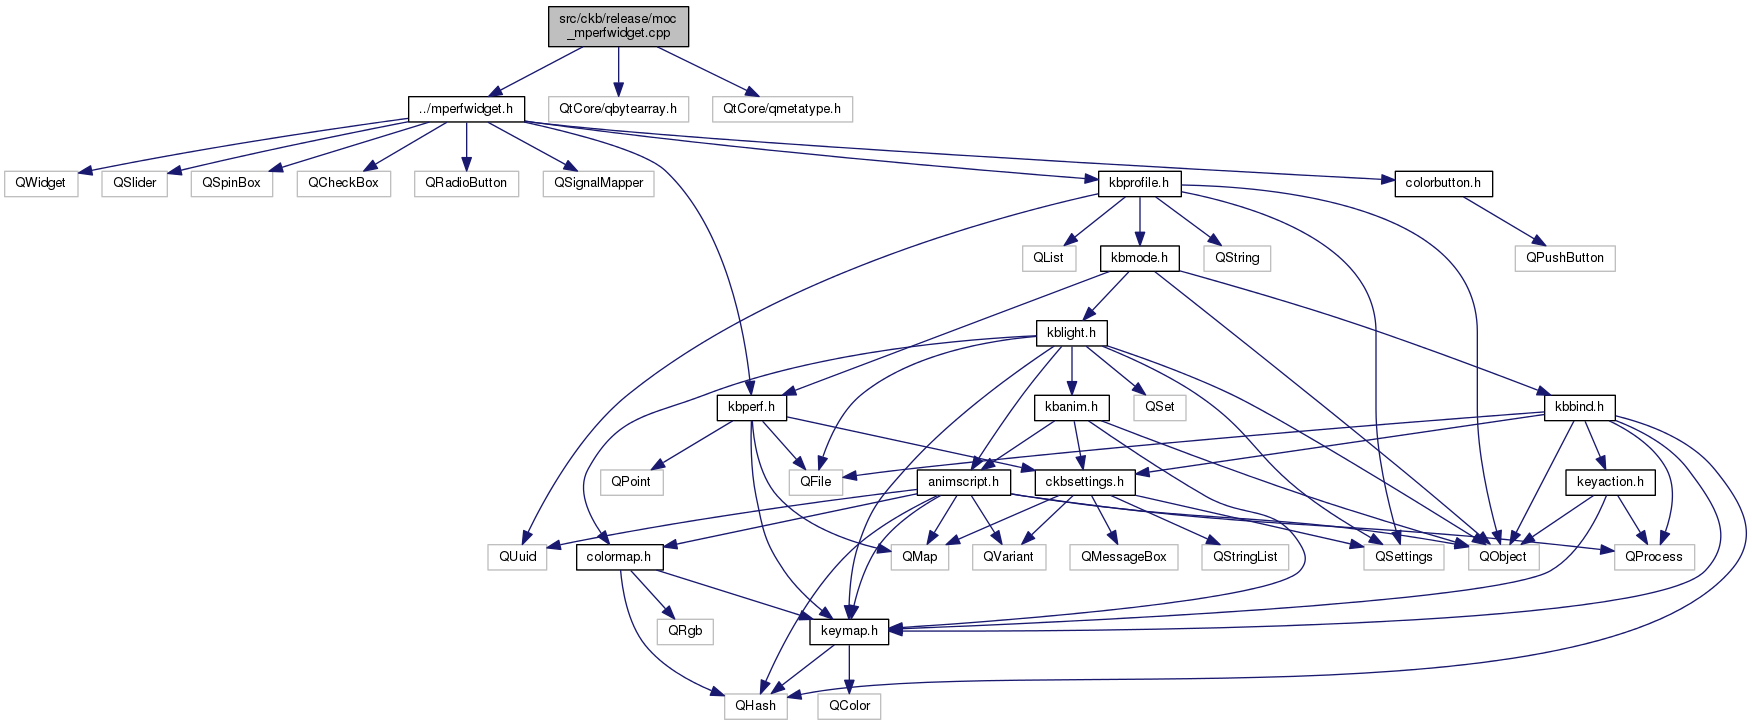 src/ckb/release/moc
_mperfwidget.cpp
../mperfwidget.h
QtCore/qbytearray.h
QtCore/qmetatype.h
QWidget
QSlider
QSpinBox
QCheckBox
QRadioButton
QSignalMapper
kbprofile.h
colorbutton.h
QList
kbmode.h
QString
QPushButton
kblight.h
kbperf.h
kbanim.h
QSet
kbbind.h
QPoint
QFile
animscript.h
ckbsettings.h
keyaction.h
QUuid
colormap.h
QMap
QVariant
QMessageBox
QStringList
QSettings
QObject
QProcess
QRgb
keymap.h
QHash
QColor